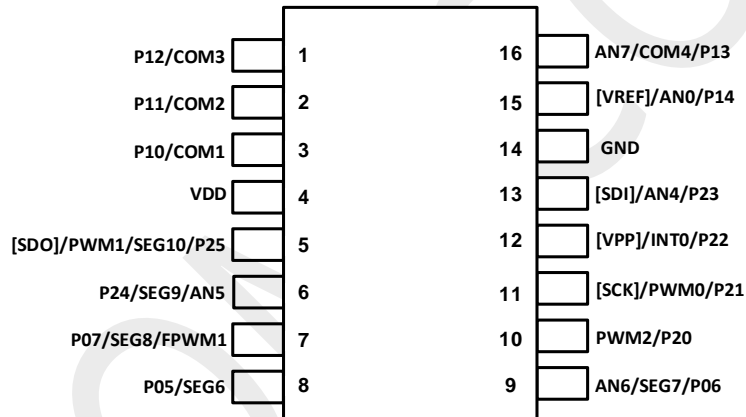 P12/COM3 1 16 AN7/COM4/P13
P11/COM2 2 15 [VREF]/AN0/P14
P10/COM1 3 14 GND
VDD 4 13 [SDI]/AN4/P23
[SDO]/PWM1/SEG10/P25 5 12 [VPP]/INT0/P22
P24/SEG9/AN5 6 11 [SCK]/PWM0/P21
P07/SEG8/FPWM1 7 10 PWM2/P20
P05/SEG6 8 9 AN6/SEG7/P06